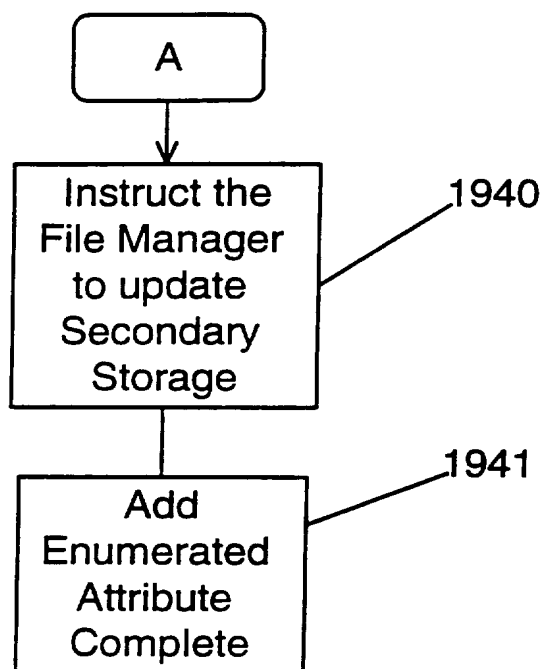 A
Instruct the
File Manager
to update
Secondary
Storage
1940
Add
Enumerated
Attribute
Complete
1941